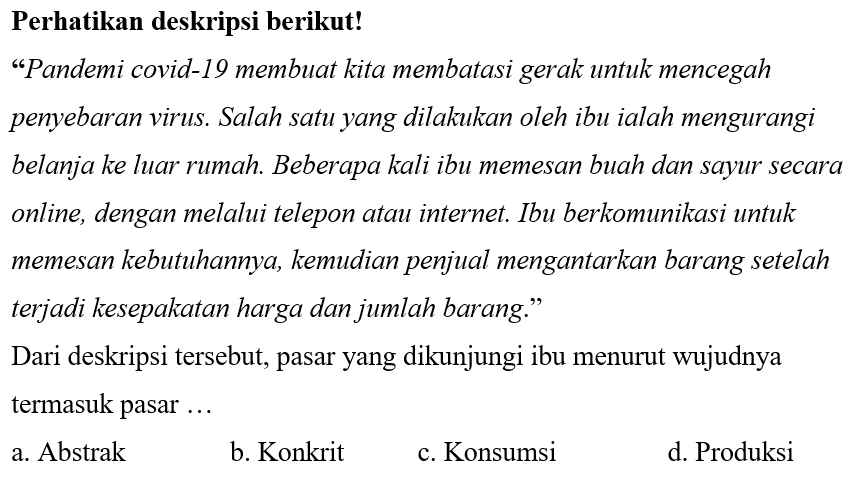 Perhatikan deskripsi berikut!
“Pandemi covid-19 membuat kita membatasi gerak untuk mencegah
penyebaran virus. Salah satu yang dilakukan oleh ibu ialah mengurangi
belanja ke luar rumah. Beberapa kali ibu memesan buah dan sayur secara
online, dengan melalui telepon atau internet. Ibu berkomunikasi untuk
memesan kebutuhannya, kemudian penjual mengantarkan barang setelah
terjadi kesepakatan harga dan jumlah barang.”
Dari deskripsi tersebut, pasar yang dikunjungi ibu menurut wujudnya
termasuk pasar …
a. Abstrak b. Konkrit c. Konsumsi d. Produksi